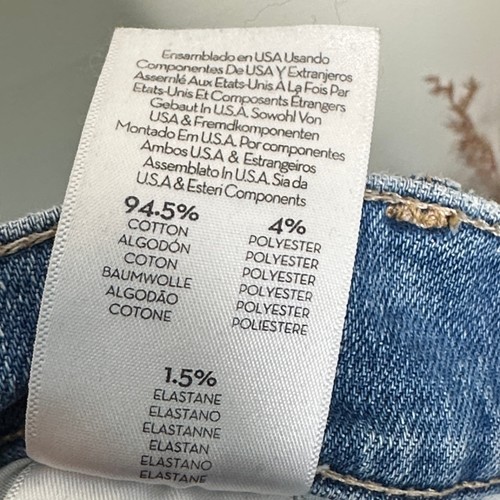 Ensamblado en USA Usando
Componentes De USA Y Extranjeros
Assemlé Aux Etats-Unis À La Fois Par
Etats-Unis Et Composants Etrangers
Gebaut In U.S.A. Sowohl Von
USA & Fremdkomponenten
Montado Em U.S.A. Por componentes
Ambos U.S.A & Estrangeiros
Assemblato In U.S.A. Sia da
U.S.A & Esteri Components
94.5%
COTTON
ALGODÓN
COTON
BAUMWOLLE
ALGODÃO
COTONE
4%
POLYESTER
POLYESTER
POLYESTER
POLYESTER
POLYESTER
POLIESTERE
1.5%
ELASTANE
ELASTANO
ELASTANNE
ELASTAN
ELASTANO
ELASTANE